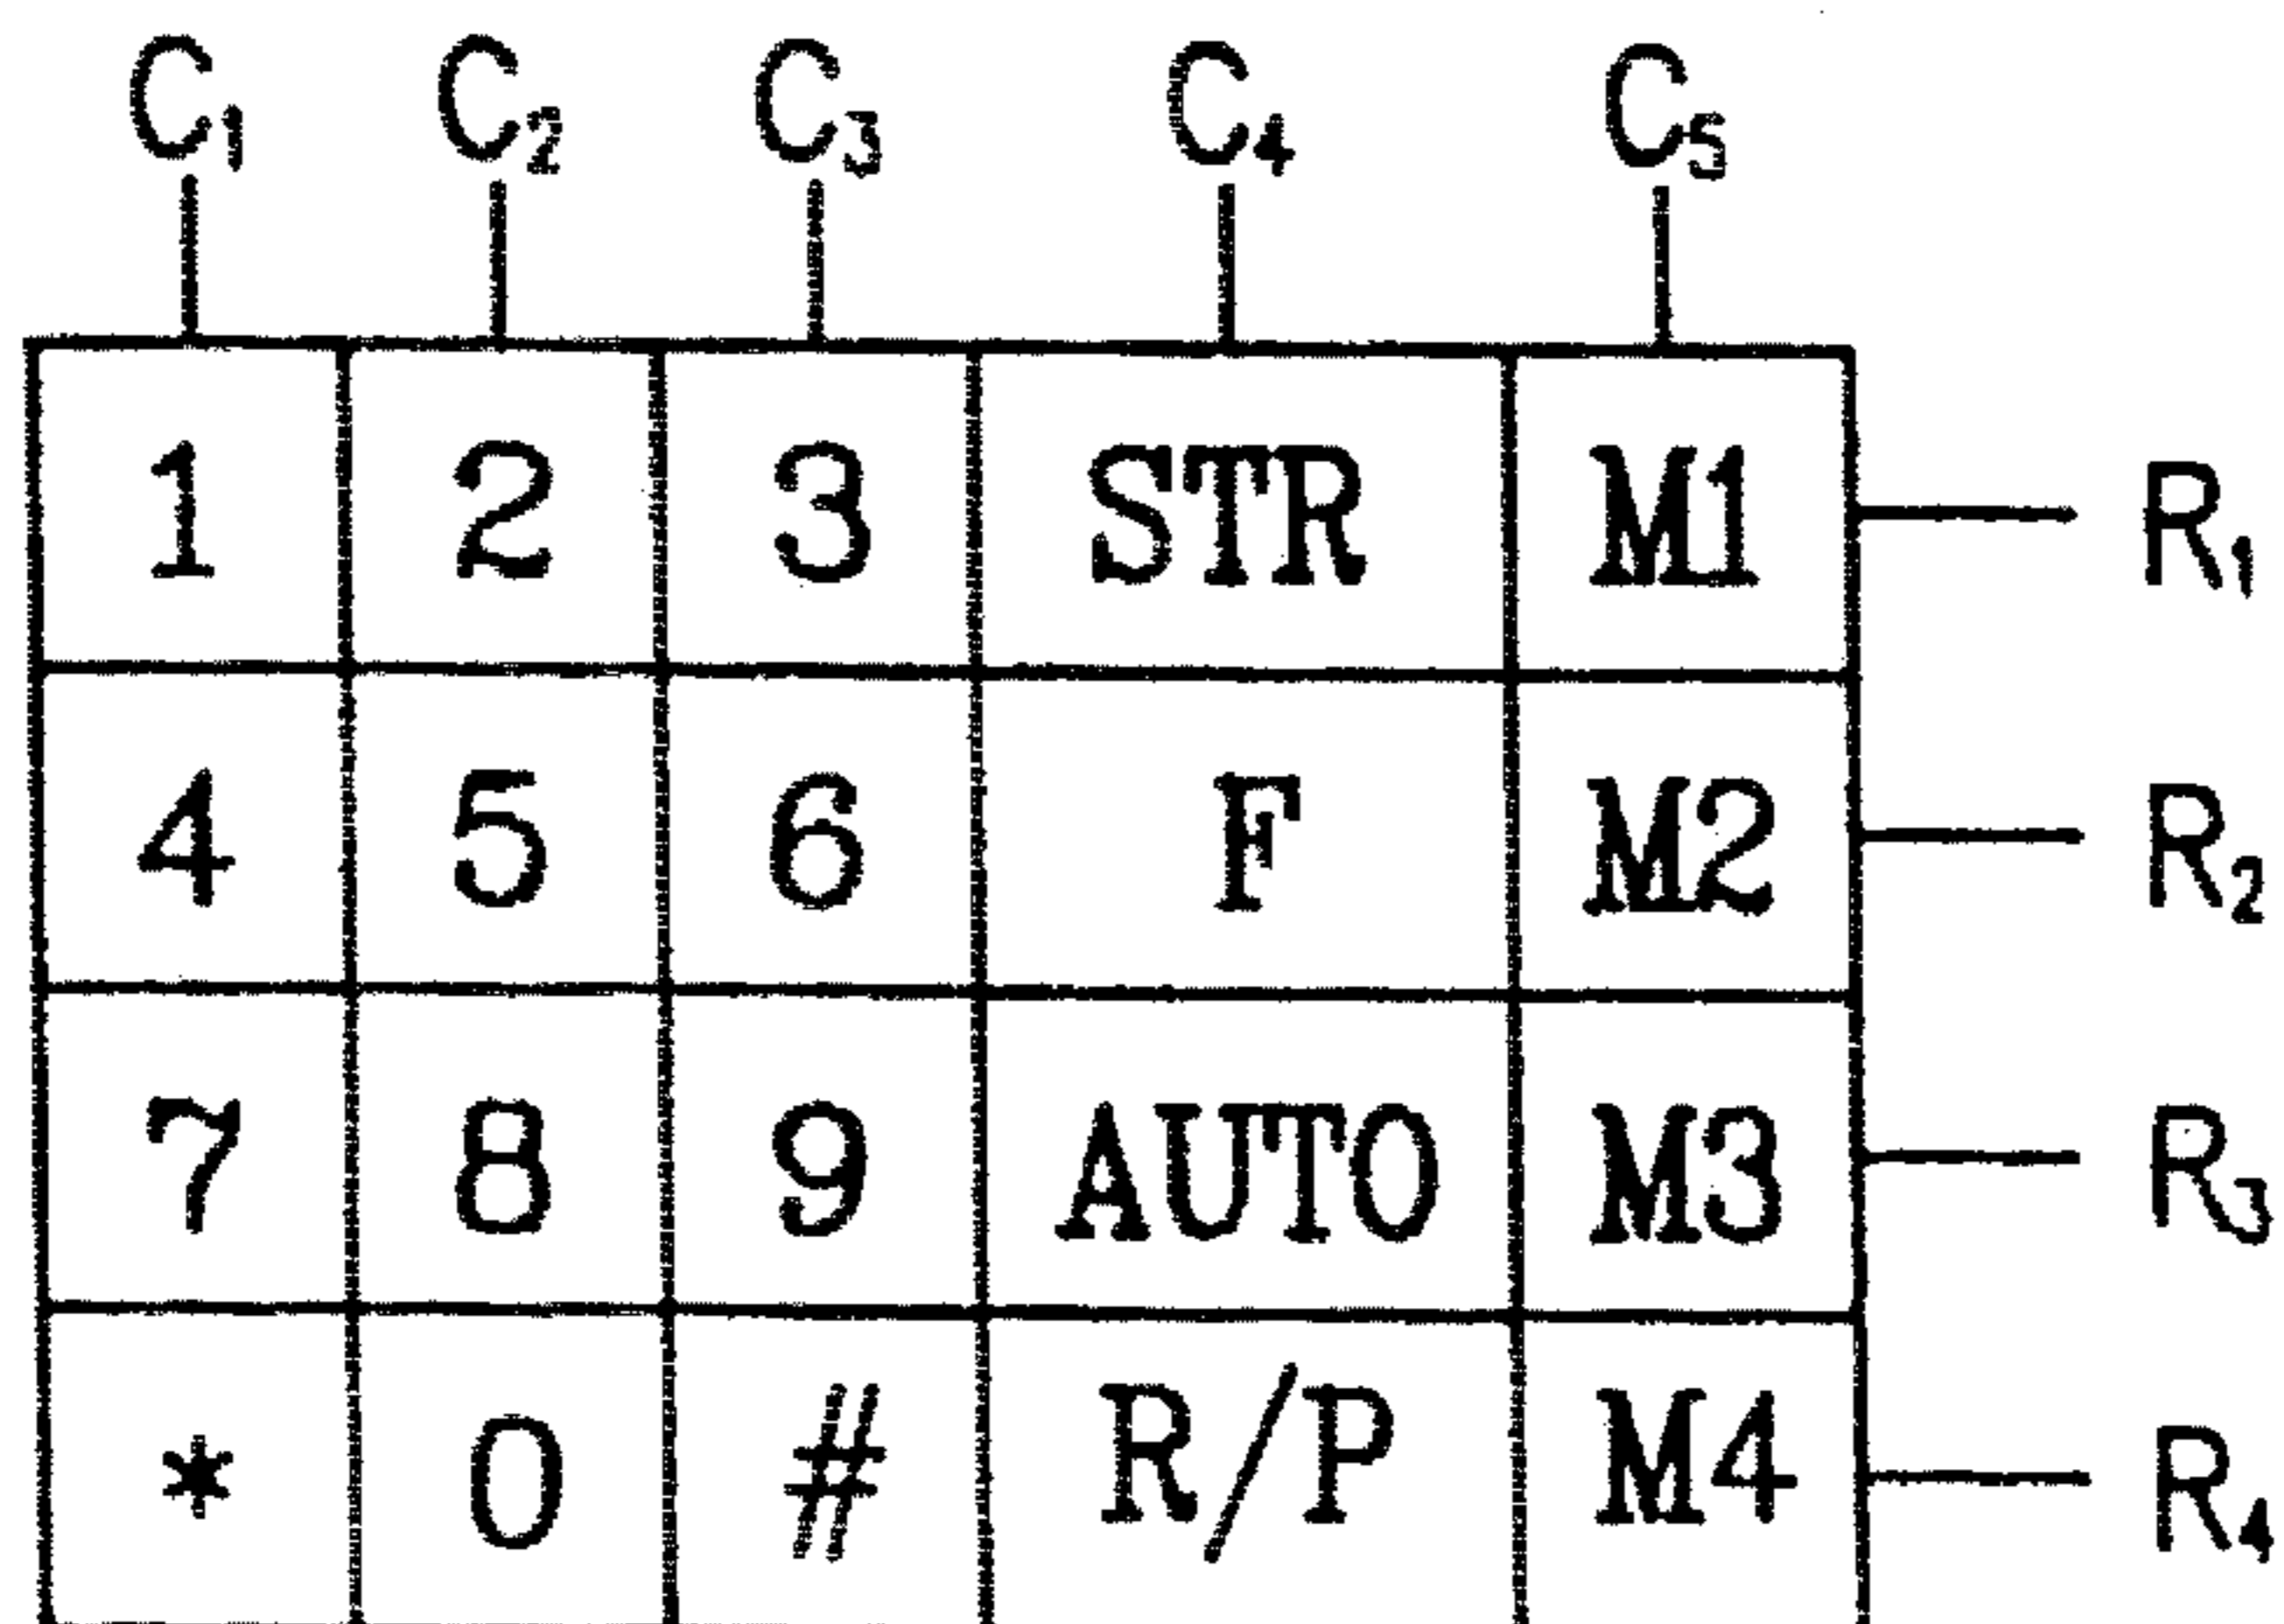 C₁ C₂ C₃ C₄ C₅
1 2 3 STR M1 R₁
4 5 6 F M2 R₂
7 8 9 AUTO M3 R₃
* 0 # R/P M4 R₄